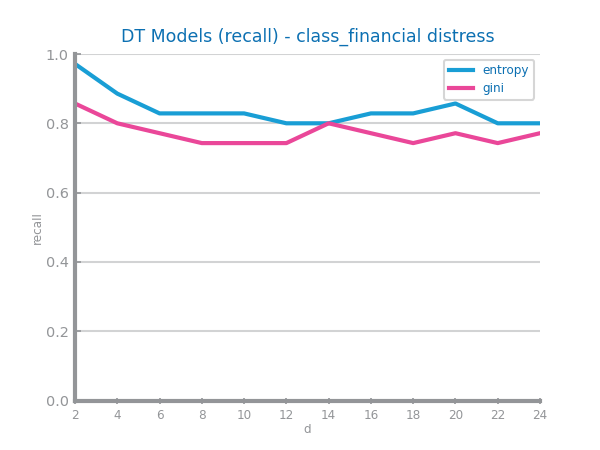 DT Models (recall) - class_financial distress
entropy
gini
recall
1.0
0.8
0.6
0.4
0.2
0.0
2 4 6 8 10 12 14 16 18 20 22 24
d